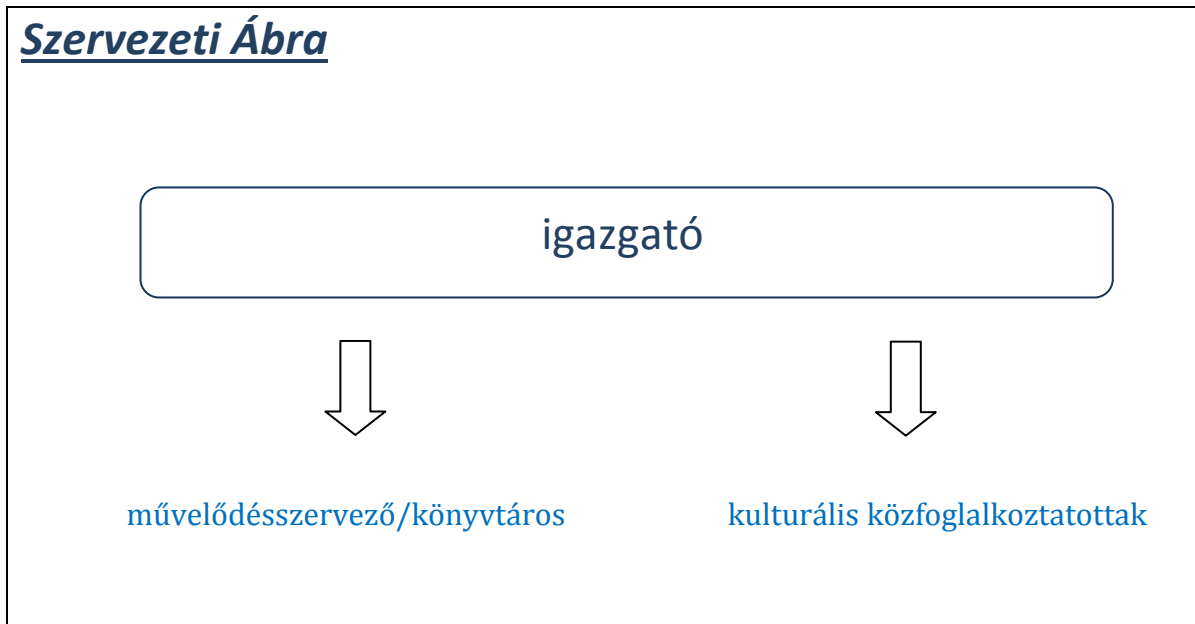 Szervezeti Ábra
igazgató
művelődésszervező/könyvtáros kulturális közfoglalkoztatottak